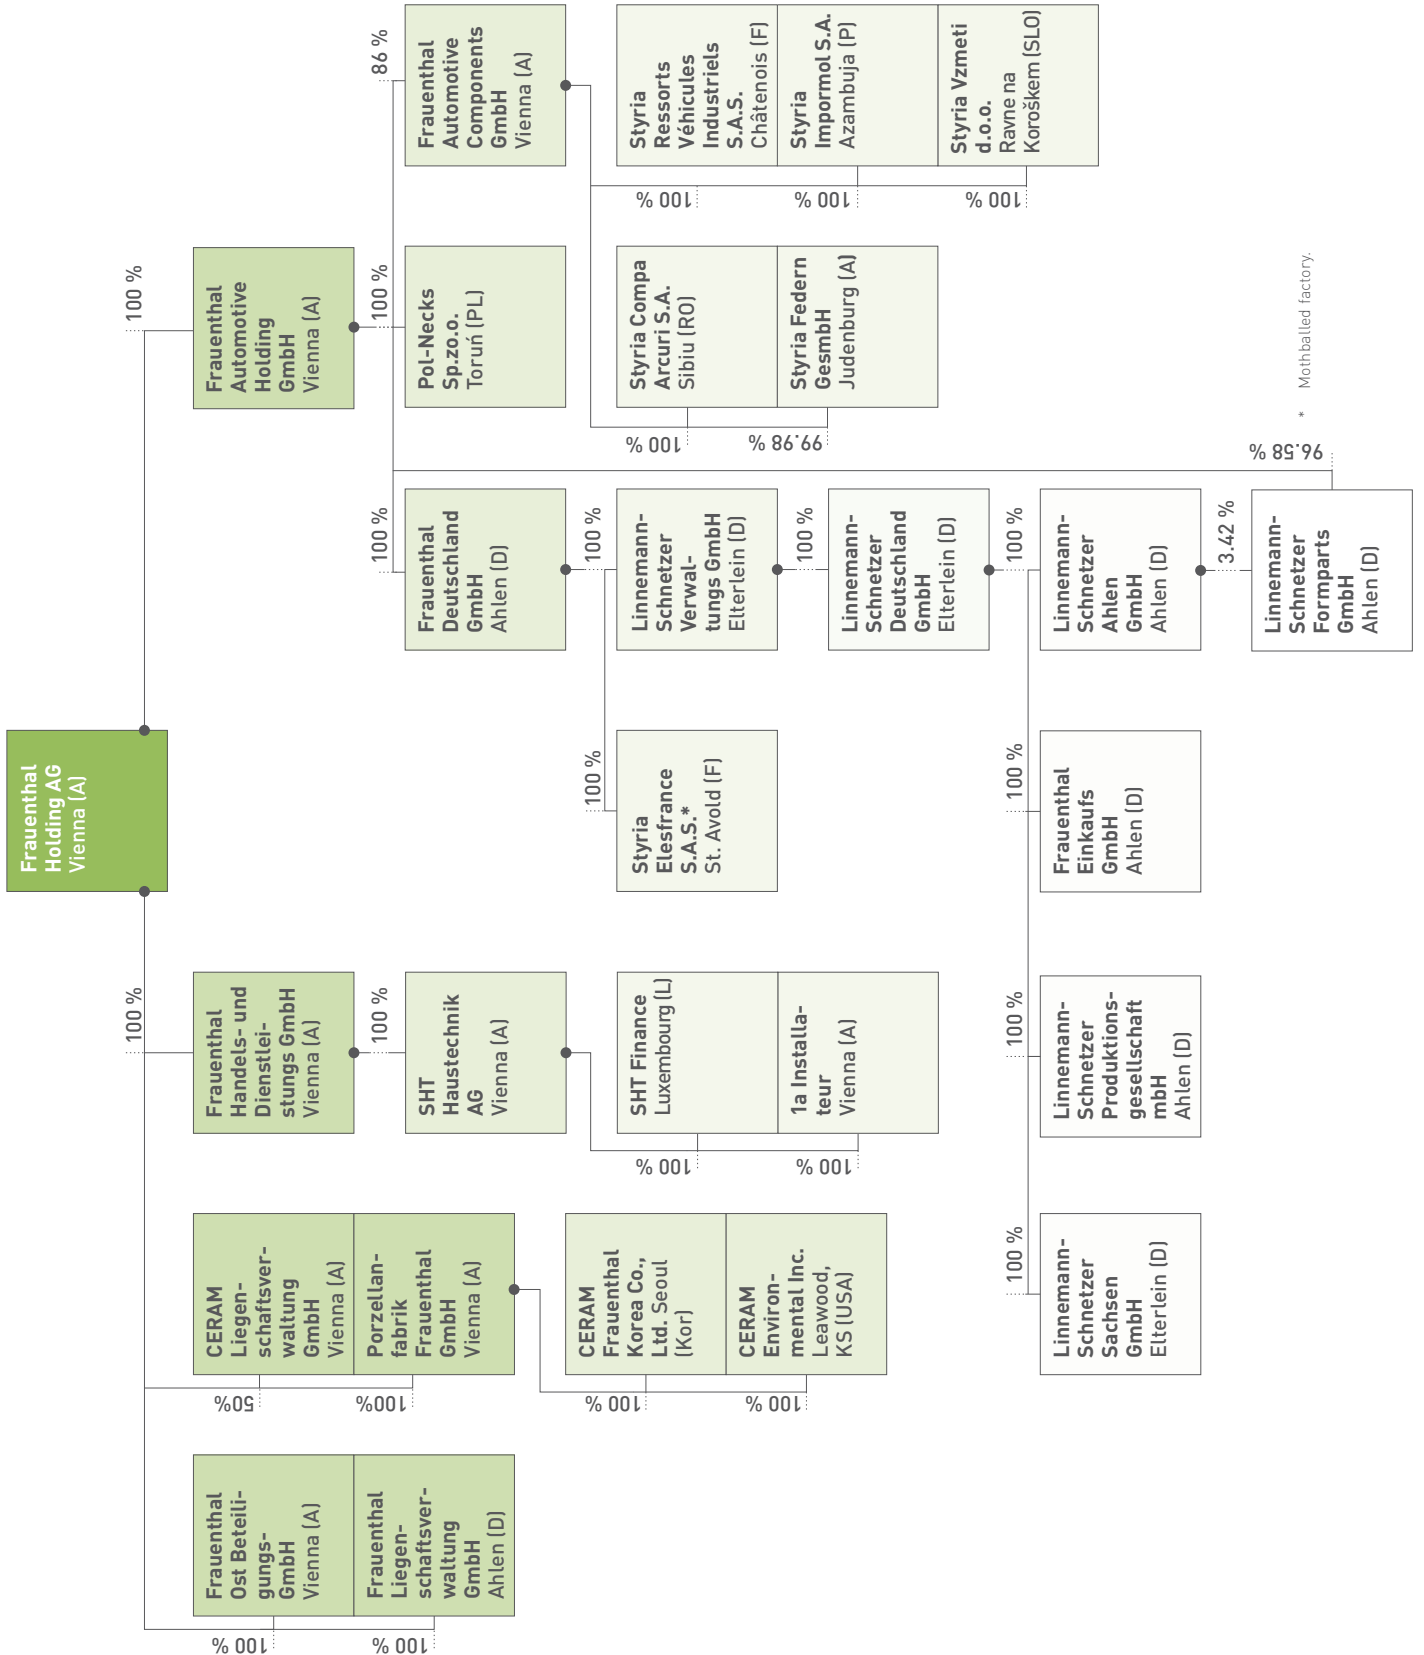 Frauenthal
Holding AG
Vienna (A)
100 %
100 %
Frauenthal
Ost Beteili-
gungs-
GmbH
Vienna (A)
100 %
Frauenthal
Liegen-
schaftsver-
waltung
GmbH
Ahlen (D)
100 %
CERAM
Liegen-
schaftsver-
waltung
GmbH
Vienna (A)
50%
Porzellan-
fabrik
Frauenthal
GmbH
Vienna (A)
100%
Frauenthal
Handels- und
Dienstlei-
stungs GmbH
Vienna (A)
Frauenthal
Automotive
Holding
GmbH
Vienna (A)
100 %
100 %
100 %
86 %
CERAM
Frauenthal
Korea Co.,
Ltd. Seoul
(Kor)
100 %
CERAM
Environ-
mental Inc.
Leawood,
KS (USA)
100 %
SHT
Haustechnik
AG
Vienna (A)
Frauenthal
Deutschland
GmbH
Ahlen (D)
Pol-Necks
Sp.zo.o.
Toruń (PL)
Frauenthal
Automotive
Components
GmbH
Vienna (A)
100 %
100 %
SHT Finance
Luxembourg (L)
100 %
1a Installa-
teur
Vienna (A)
100 %
Styria
Elesfrance
S.A.S.*
St. Avold (F)
Linnemann-
Schnetzer
Verwal-
tungs GmbH
Elterlein (D)
Styria Compa
Arcuri S.A.
Sibiu (RO)
100 %
Styria Federn
GesmbH
Judenburg (A)
99.98 %
Styria
Ressorts
Véhicules
Industriels
S.A.S.
Châtenois (F)
100 %
Styria
Impormol S.A.
Azambuja (P)
100 %
Styria Vzmeti
d.o.o.
Ravne na
Koroškem (SLO)
100 %
100 %
Linnemann-
Schnetzer
Deutschland
GmbH
Elterlein (D)
100 %
100 %
100 %
100 %
Linnemann-
Schnetzer
Sachsen
GmbH
Elterlein (D)
Linnemann-
Schnetzer
Produktions-
gesellschaft
mbH
Ahlen (D)
Frauenthal
Einkaufs
GmbH
Ahlen (D)
Linnemann-
Schnetzer
Ahlen
GmbH
Ahlen (D)
3.42 %
Linnemann-
Schnetzer
Formparts
GmbH
Ahlen (D)
96.58 %
* Mothballed factory.